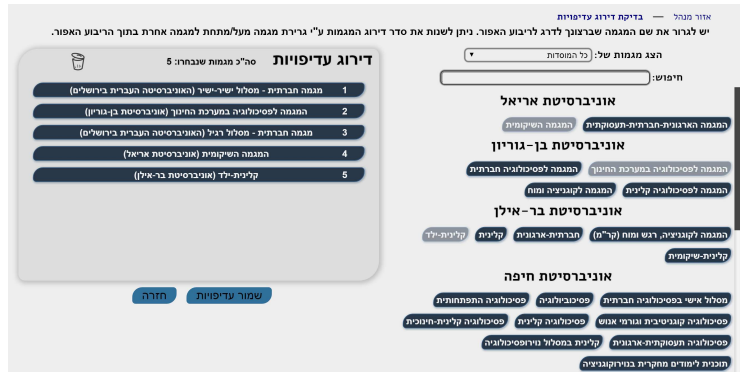 אזור מנהל — בדיקת דירוג עדיפויות
יש לגרור את שם המגמה שברצונך לדרג לריבוע האפור. ניתן לשנות את סדר דירוג המגמות ע"י גרירת מגמה מעל/מתחת למגמה אחרת בתוך הריבוע האפור.
הצג מגמות של: כל המוסדות
חיפוש:
אוניברסיטת אריאל
המגמה הארגונית-חברתית-תעסוקתית המגמה השיקומית
אוניברסיטת בן-גוריון
המגמה לפסיכולוגיה במערכת החינוך המגמה לפסיכולוגיה חברתית
המגמה לפסיכולוגיה קלינית המגמה לקוגניציה ומוח
אוניברסיטת בר-אילן
המגמה לקוגניציה, רגש ומוח (קר"מ) חברתית-ארגונית קלינית קלינית-ילד
קלינית-שיקומית
אוניברסיטת חיפה
מסלול אישי בפסיכולוגיה חברתית פסיכוביולוגיה פסיכולוגיה התפתחותית
פסיכולוגיה קוגניטיבית וגורמי אנוש פסיכולוגיה קלינית פסיכולוגיה קלינית-חינוכית
פסיכולוגיה תעסוקתית-ארגונית קלינית במסלול נוירופסיכולוגיה
תוכנית לימודים מחקרית בנוירוקוגניציה
דירוג עדיפויות סה"כ מגמות שנבחרו: 5
1 מגמה חברתית - מסלול ישיר-ישיר (האוניברסיטה העברית בירושלים)
2 המגמה לפסיכולוגיה במערכת החינוך (אוניברסיטת בן-גוריון)
3 מגמה חברתית - מסלול רגיל (האוניברסיטה העברית בירושלים)
4 המגמה השיקומית (אוניברסיטת אריאל)
5 קלינית-ילד (אוניברסיטת בר-אילן)
שמור עדיפויות חזרה